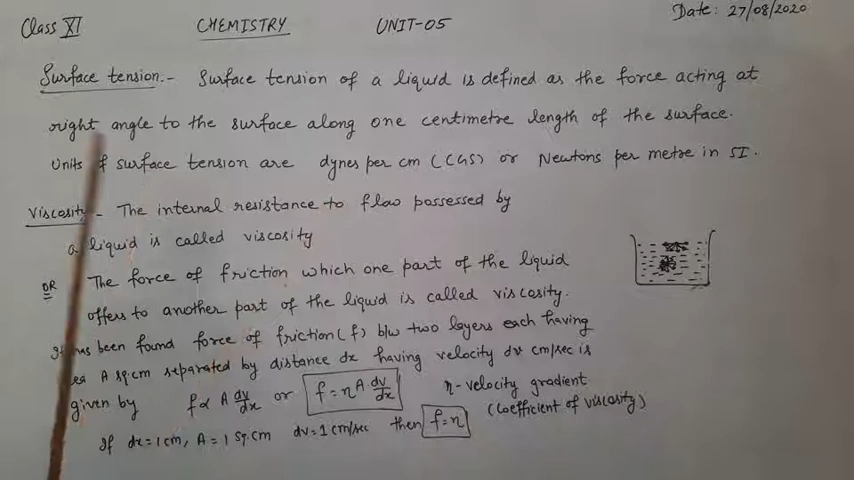 Class XI CHEMISTRY UNIT-05 Date: 27/08/2020
Surface tension:- Surface tension of a liquid is defined as the force acting at
right angle to the surface along one centimetre length of the surface.
Units of surface tension are dynes per cm (CGS) or Newtons per metre in SI.
Viscosity - The internal resistance to flow possessed by
a liquid is called viscosity
OR The force of friction which one part of the liquid
offers to another part of the liquid is called viscosity.
has been found force of friction (f) b/w two layers each having
A sq.cm separated by distance dx having velocity dv cm/sec is
given by f ∝ A dv/dx or f = η A dv/dx η - velocity gradient
(Coefficient of viscosity)
If dx = 1 cm, A = 1 sq.cm dv = 1 cm/sec then f = η